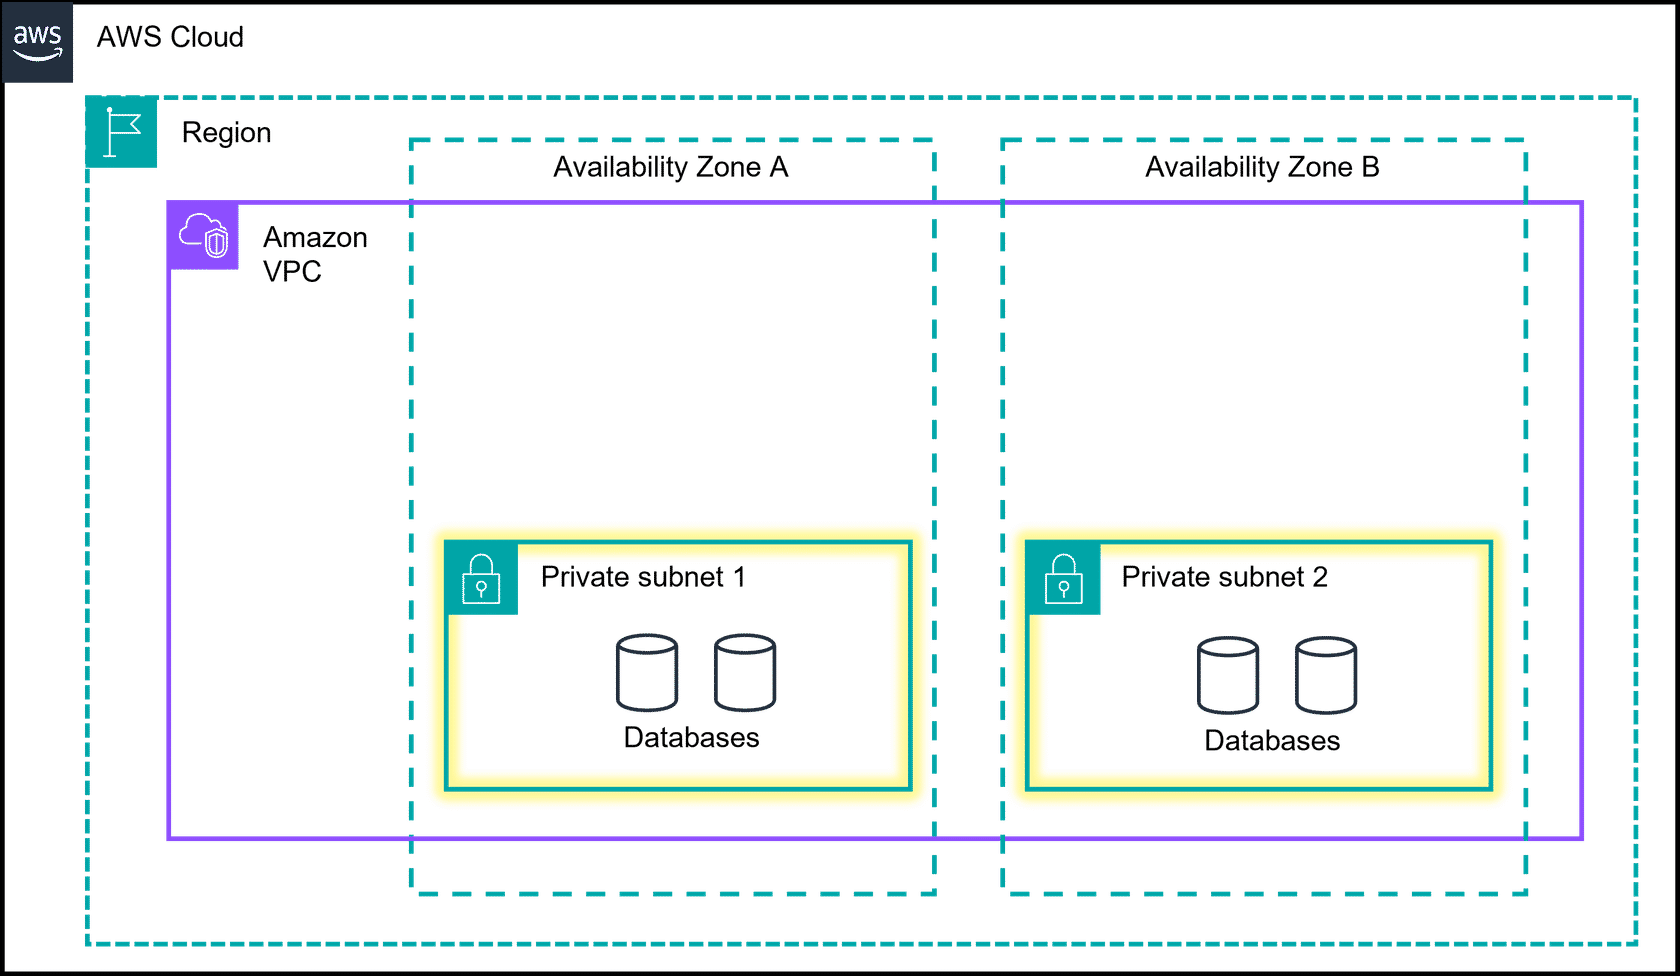 aws
AWS Cloud
Region
Availability Zone A
Availability Zone B
Amazon
VPC
Private subnet 1
Private subnet 2
Databases
Databases